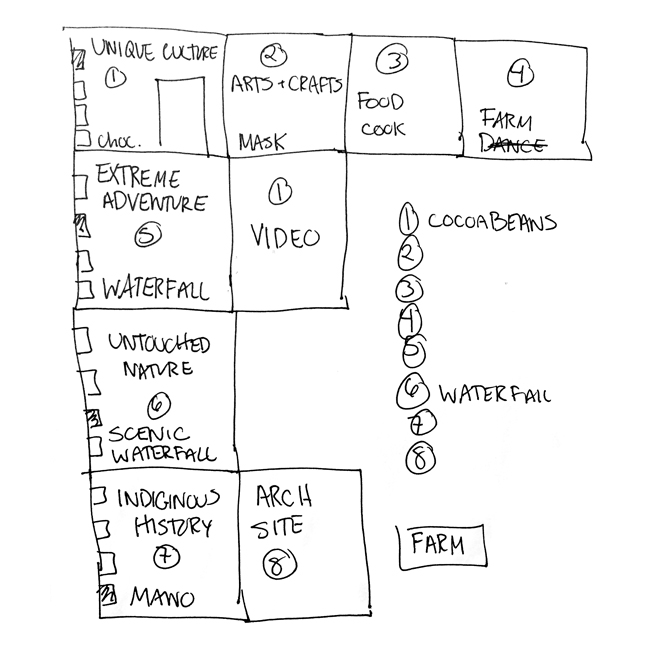 UNIQUE CULTURE
1
choc.
2
ARTS + CRAFTS
MASK
3
FOOD
COOK
4
FARM
DANCE
EXTREME
ADVENTURE
5
WATERFALL
1
VIDEO
UNTOUCHED
NATURE
6
SCENIC
WATERFALL
INDIGINOUS
HISTORY
7
ARCH
SITE
8
1 COCOABEANS
2
3
4
5
6 WATERFALL
7
8
FARM